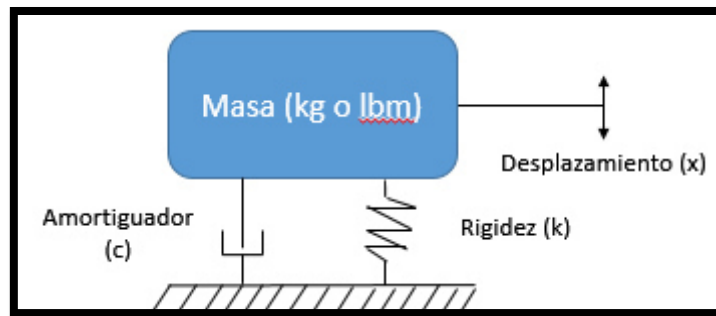 Masa (kg o lbm)
Desplazamiento (x)
Amortiguador
(c)
Rigidez (k)